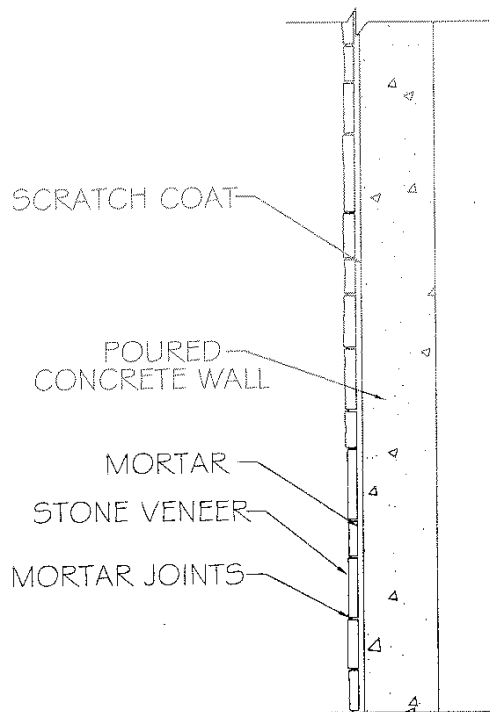 SCRATCH COAT
POURED
CONCRETE WALL
MORTAR
STONE VENEER
MORTAR JOINTS